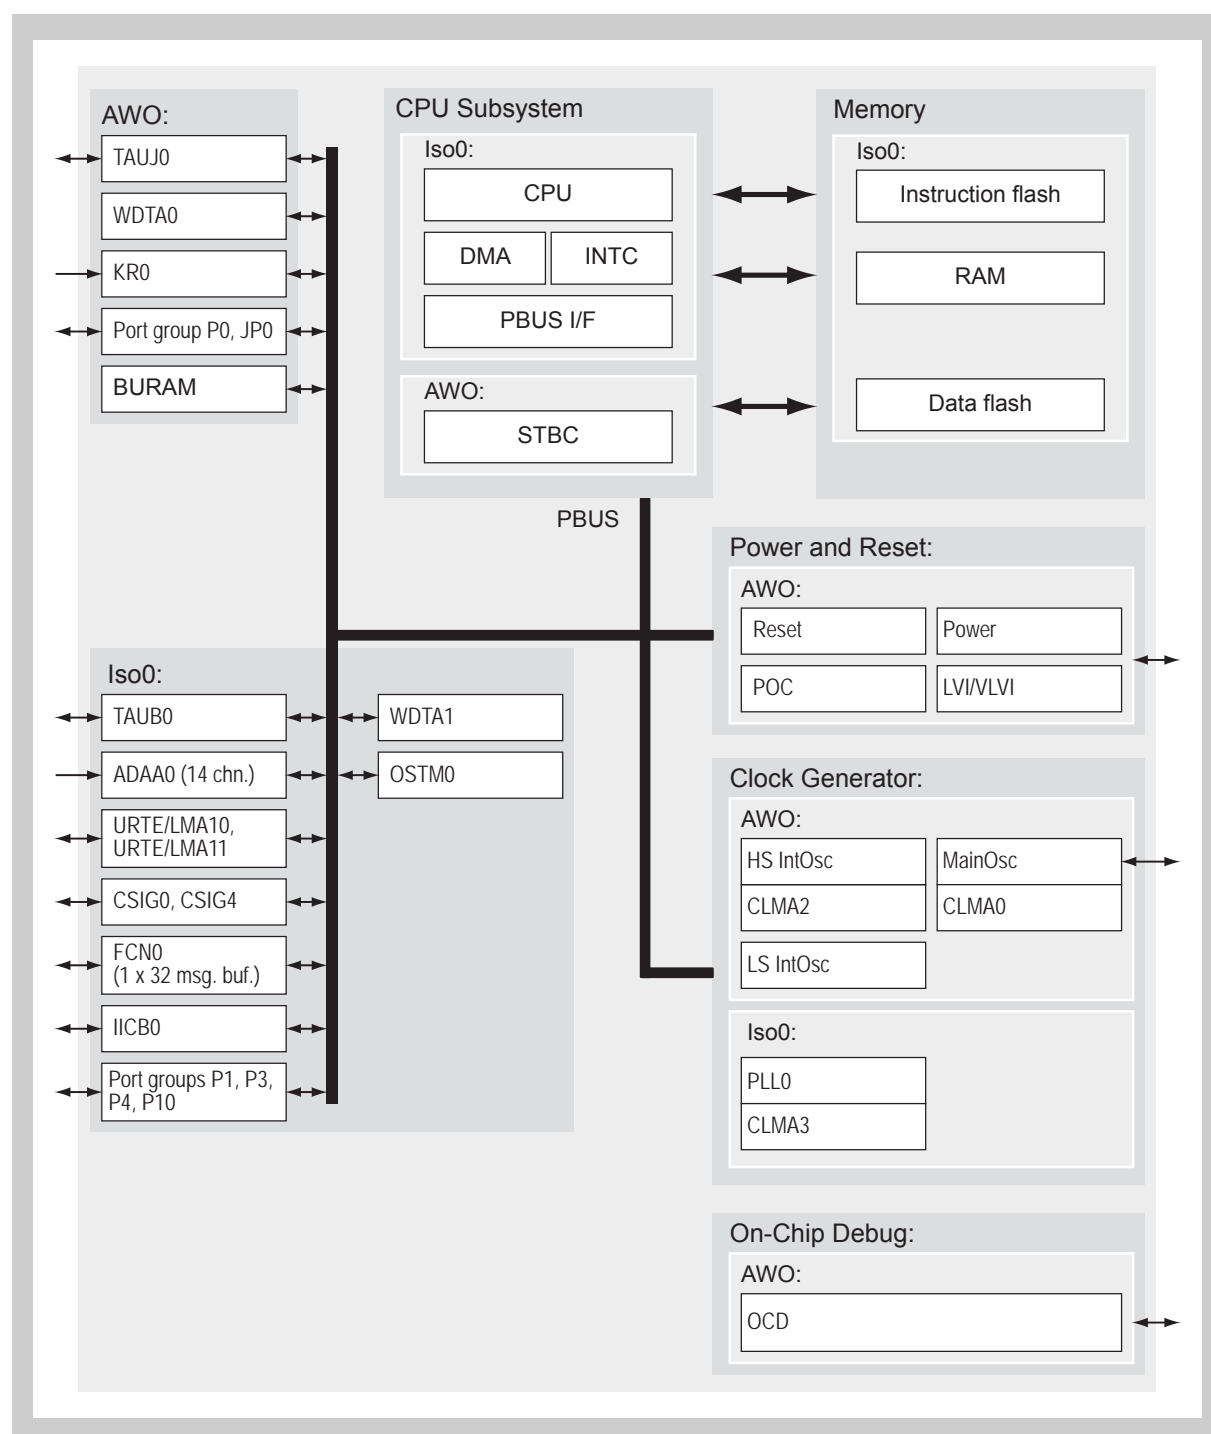 AWO:
TAUJ0
WDTA0
KR0
Port group P0, JP0
BURAM
CPU Subsystem
Iso0:
CPU
DMA
INTC
PBUS I/F
AWO:
STBC
Memory
Iso0:
Instruction flash
RAM
Data flash
PBUS
Power and Reset:
AWO:
Reset
Power
POC
LVI/VLVI
Iso0:
TAUB0
ADAA0 (14 chn.)
URTE/LMA10,
URTE/LMA11
CSIG0, CSIG4
FCN0
(1 x 32 msg. buf.)
IICB0
Port groups P1, P3,
P4, P10
WDTA1
OSTM0
Clock Generator:
AWO:
HS IntOsc
MainOsc
CLMA2
CLMA0
LS IntOsc
Iso0:
PLL0
CLMA3
On-Chip Debug:
AWO:
OCD